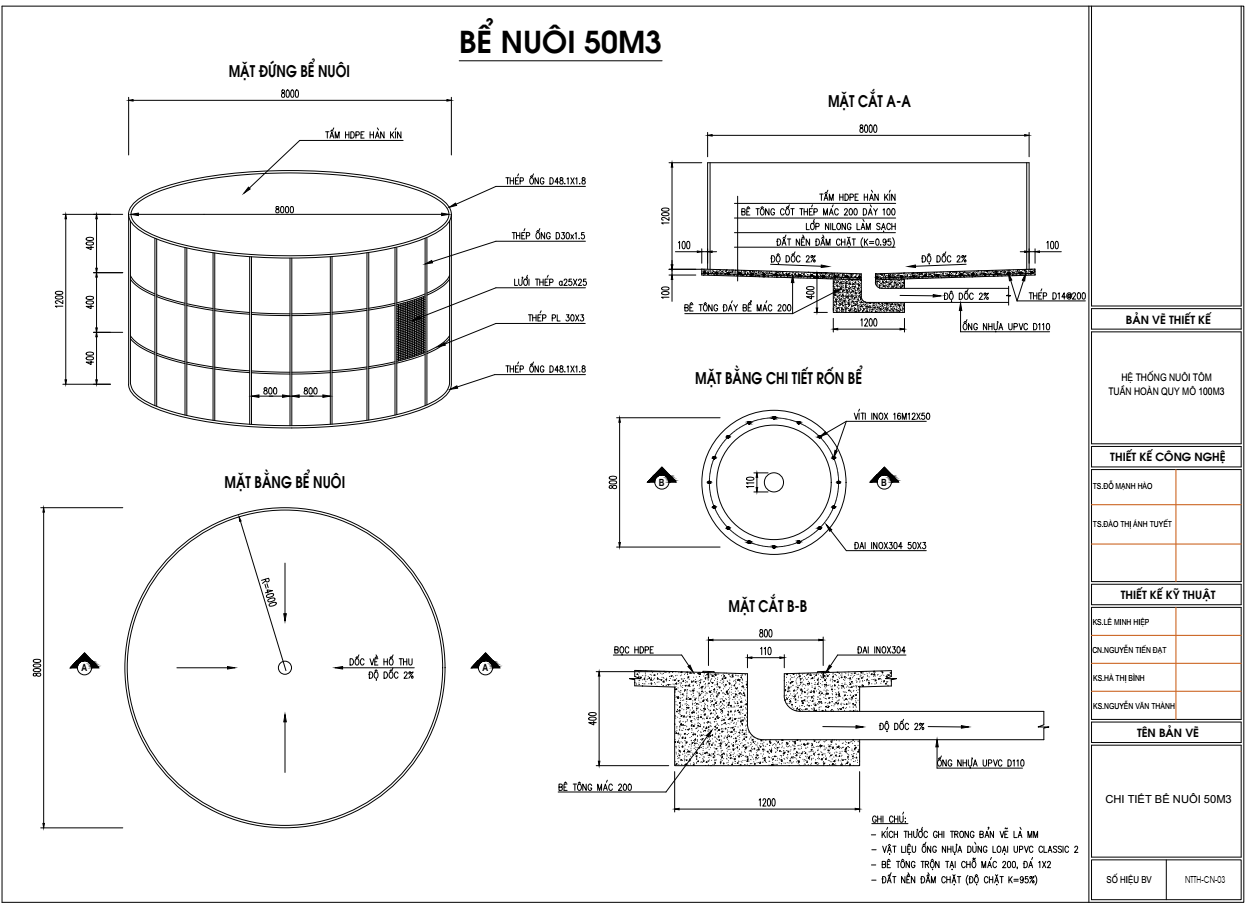 BỂ NUÔI 50M3
MẶT ĐỨNG BỂ NUÔI
8000
TẤM HDPE HÀN KÍN
THÉP ỐNG D48.1X1.8
8000
THÉP ỐNG D30x1.5
LƯỚI THÉP a25X25
THÉP PL 30X3
THÉP ỐNG D48.1X1.8
1200
400
400
400
800
800
MẶT BẰNG BỂ NUÔI
8000
R=4000
A
A
DỐC VỀ HỐ THU
ĐỘ DỐC 2%
MẶT CẮT A-A
8000
1200
TẤM HDPE HÀN KÍN
BÊ TÔNG CỐT THÉP MÁC 200 DÀY 100
LỚP NILONG LÀM SẠCH
ĐẤT NỀN ĐẦM CHẶT (K=0.95)
100
100
ĐỘ DỐC 2%
ĐỘ DỐC 2%
100
400
ĐỘ DỐC 2%
THÉP D14@200
BÊ TÔNG ĐÁY BỂ MÁC 200
1200
ỐNG NHỰA UPVC D110
MẶT BẰNG CHI TIẾT RỐN BỂ
VÍTI INOX 16M12X50
800
110
B
B
ĐAI INOX304 50X3
MẶT CẮT B-B
800
BỌC HDPE
110
ĐAI INOX304
400
ĐỘ DỐC 2%
ỐNG NHỰA UPVC D110
BÊ TÔNG MÁC 200
1200
GHI CHÚ:
- KÍCH THƯỚC GHI TRONG BẢN VẼ LÀ MM
- VẬT LIỆU ỐNG NHỰA DÙNG LOẠI UPVC CLASSIC 2
- BÊ TÔNG TRỘN TẠI CHỖ MÁC 200, ĐÁ 1X2
- ĐẤT NỀN ĐẦM CHẶT (ĐỘ CHẶT K=95%)
BẢN VẼ THIẾT KẾ
HỆ THỐNG NUÔI TÔM
TUẦN HOÀN QUY MÔ 100M3
THIẾT KẾ CÔNG NGHỆ
TS.ĐỖ MẠNH HÀO
TS.ĐÀO THỊ ÁNH TUYẾT
THIẾT KẾ KỸ THUẬT
KS.LÊ MINH HIỆP
CN.NGUYỄN TIẾN ĐẠT
KS.HÀ THỊ BÌNH
KS.NGUYỄN VĂN THÀNH
TÊN BẢN VẼ
CHI TIẾT BỂ NUÔI 50M3
SỐ HIỆU BV
NTTH-CN-03